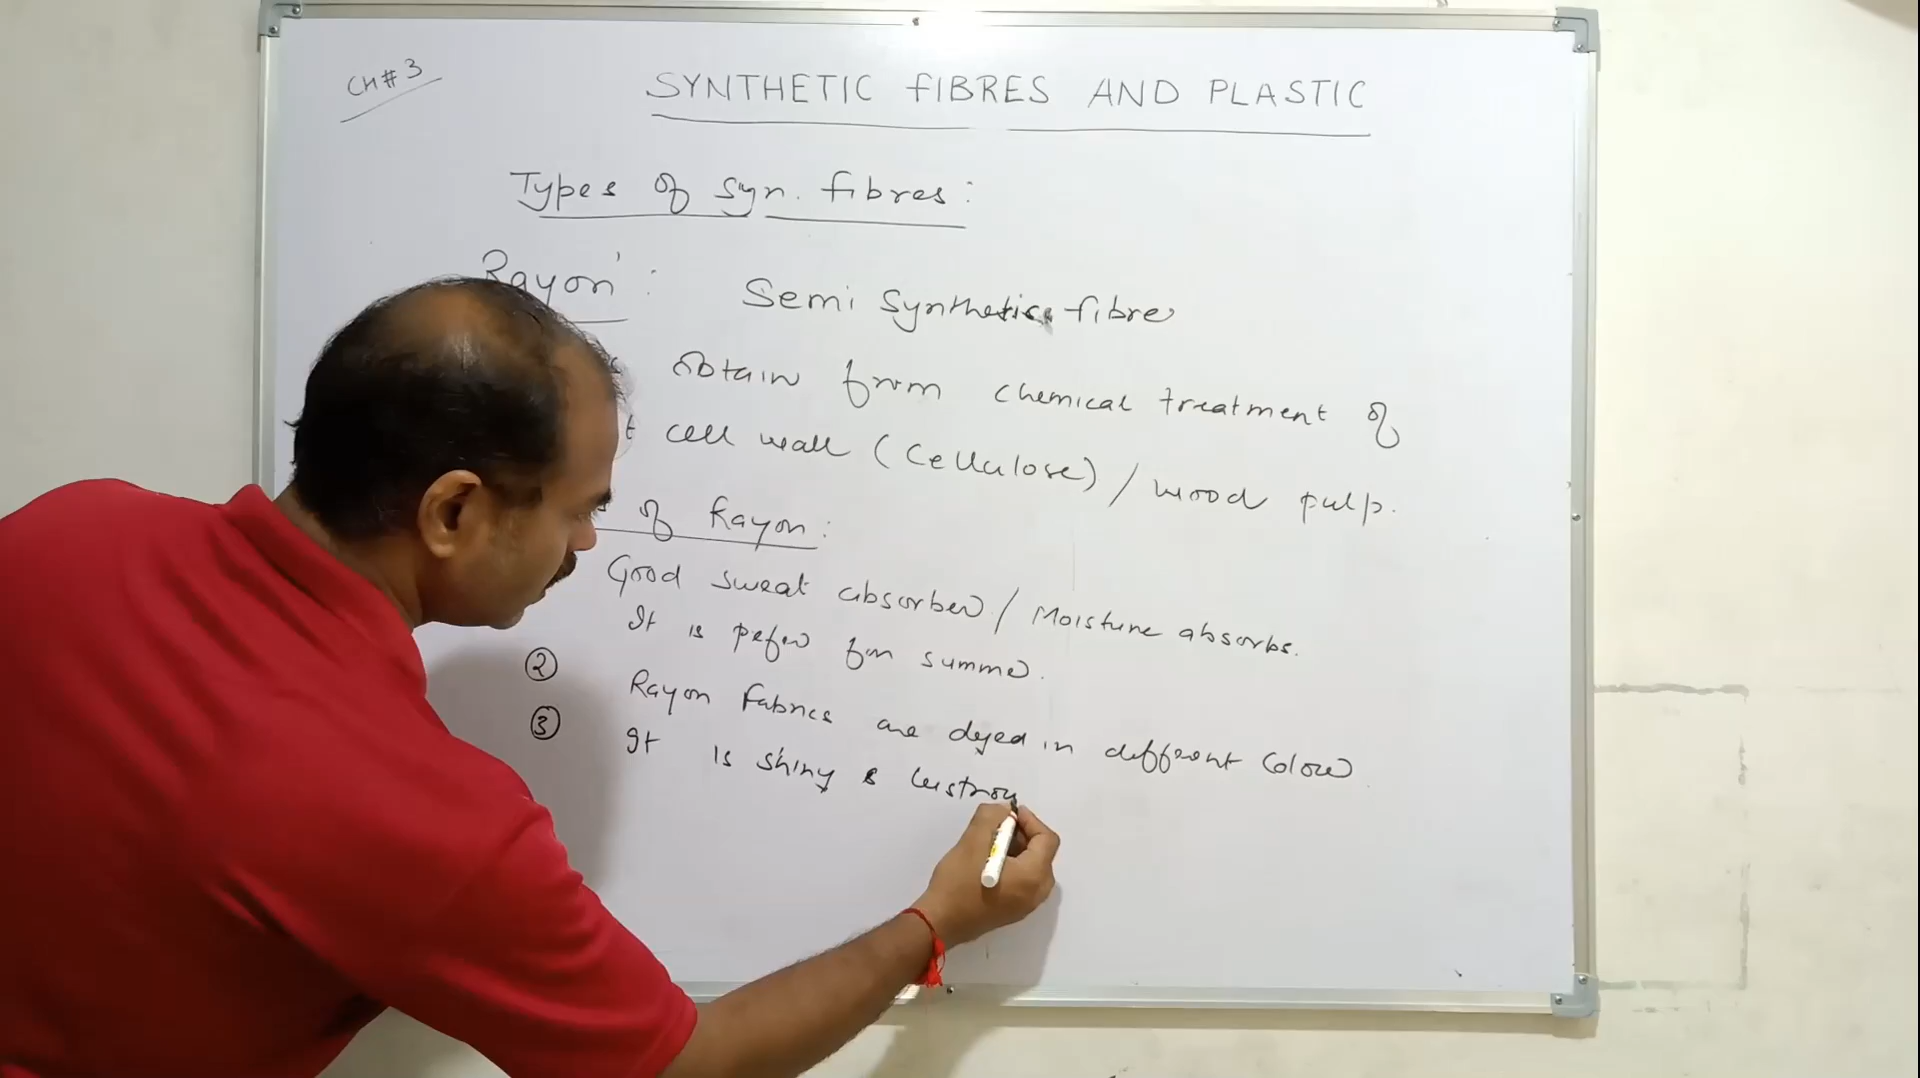 CH#3
SYNTHETIC FIBRES AND PLASTIC
Types of Syn. fibres:
Rayon: Semi Synthetic fibre
obtain from chemical treatment of
cell wall (Cellulose) / wood pulp.
of Rayon:
Good sweat absorber / Moisture absorbs.
It is prefer for summer.
② Rayon Fabrics are dyed in different Colour
③ It is shiny & lustrou